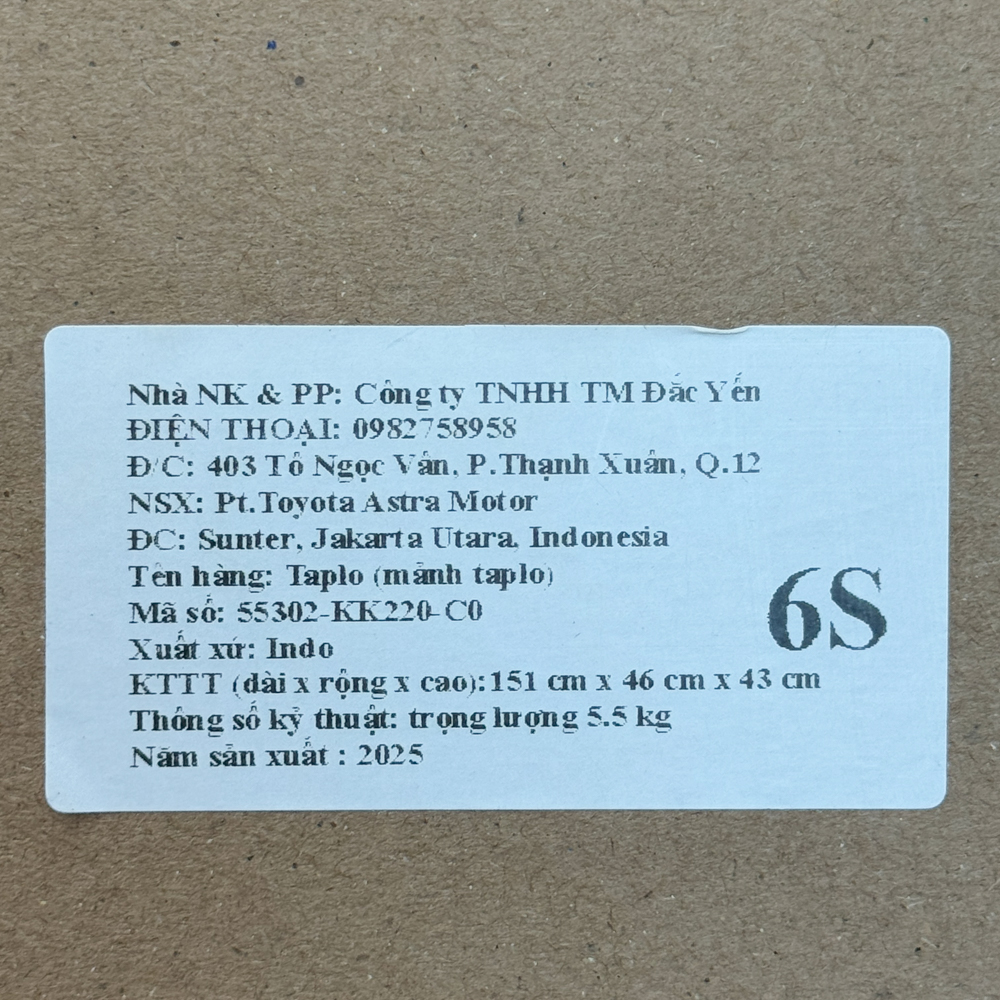 Nhà NK & PP: Công ty TNHH TM Đắc Yến
ĐIỆN THOẠI: 0982758958
Đ/C: 403 Tô Ngọc Vân, P.Thạnh Xuân, Q.12
NSX: Pt.Toyota Astra Motor
ĐC: Sunter, Jakarta Utara, Indonesia
Tên hàng: Taplo (mảnh taplo)
Mã số: 55302-KK220-C0
Xuất xứ: Indo
KTTT (dài x rộng x cao):151 cm x 46 cm x 43 cm
Thông số kỹ thuật: trọng lượng 5.5 kg
Năm sản xuất : 2025
6S